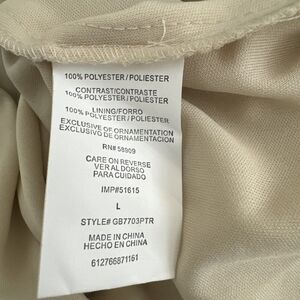 100% POLYESTER / POLIESTER
CONTRAST/CONTRASTE
100% POLYESTER / POLIESTER
LINING/FORRO
100% POLYESTER / POLIESTER
EXCLUSIVE OF ORNAMENTATION
EXCLUSIVO DE ORNAMENTACION
RN# 58909
CARE ON REVERSE
VER AL DORSO
PARA CUIDADO
IMP#51615
L
STYLE# GB7703PTR
MADE IN CHINA
HECHO EN CHINA
612766871161